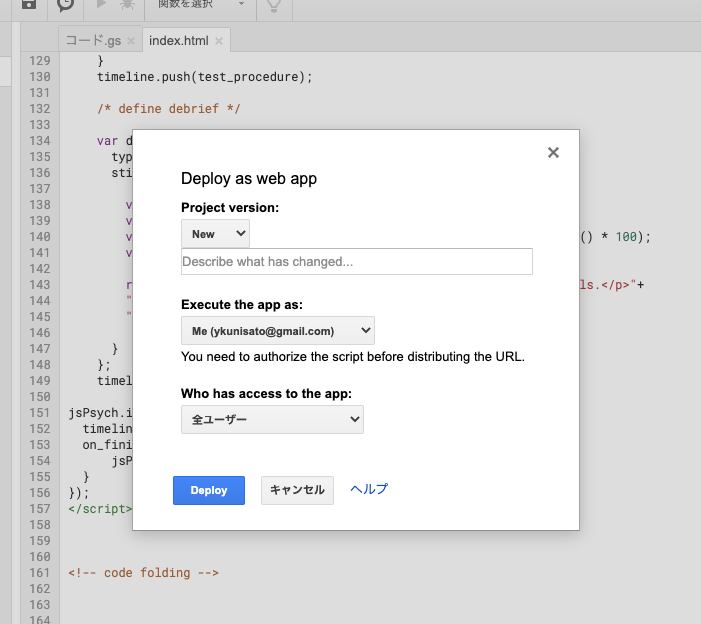 関数を選択
コード.gs × index.html ×
129 }
130 timeline.push(test_procedure);
131
132 /* define debrief */
133
134 var d
135 typ
136 sti
137
138 v
139 v
140 v () * 100);
141 v
142
143 r ls.</p>"+
144 "
145 "
146
147 }
148 };
149 timel
150
151 jsPsych.i
152 timelin
153 on_fini
154 jsP
155 }
156 });
157 </script>
158
159
160
161 <!-- code folding -->
162
163
164
×
Deploy as web app
Project version:
New
Describe what has changed...
Execute the app as:
Me (ykunisato@gmail.com)
You need to authorize the script before distributing the URL.
Who has access to the app:
全ユーザー
Deploy キャンセル ヘルプ